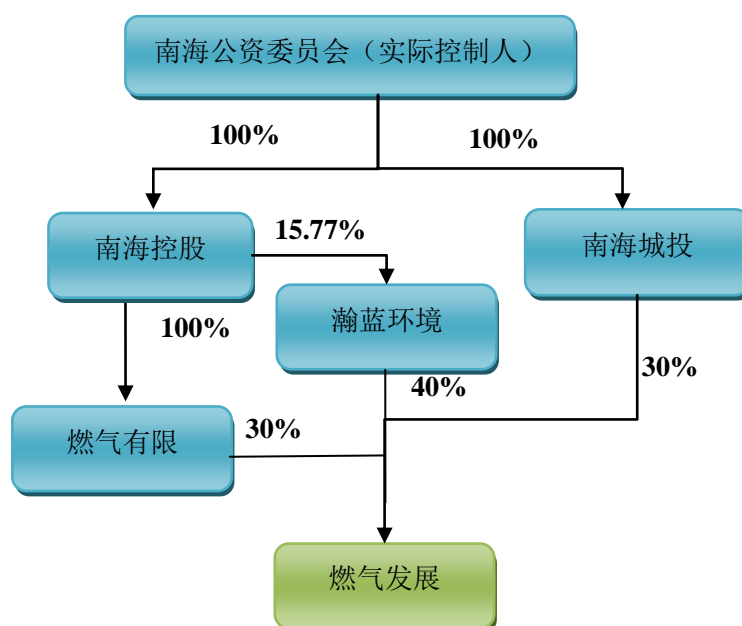 南海公资委员会（实际控制人）
100%
100%
南海控股
15.77%
南海城投
瀚蓝环境
100%
30%
40%
燃气有限
30%
燃气发展